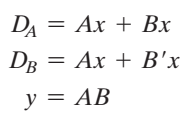 D_A = Ax + Bx
D_B = Ax + B'x
y = AB